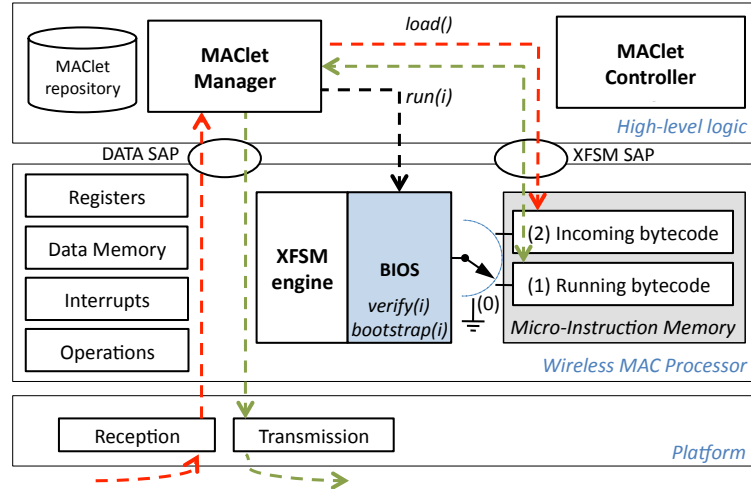 MAClet
repository
MAClet
Manager
load()
run(i)
MAClet
Controller
High-level logic
DATA SAP
XFSM SAP
Registers
Data Memory
Interrupts
Operations
XFSM
engine
BIOS
verify(i)
bootstrap(i)
(0)
(2) Incoming bytecode
(1) Running bytecode
Micro-Instruction Memory
Wireless MAC Processor
Reception
Transmission
Platform